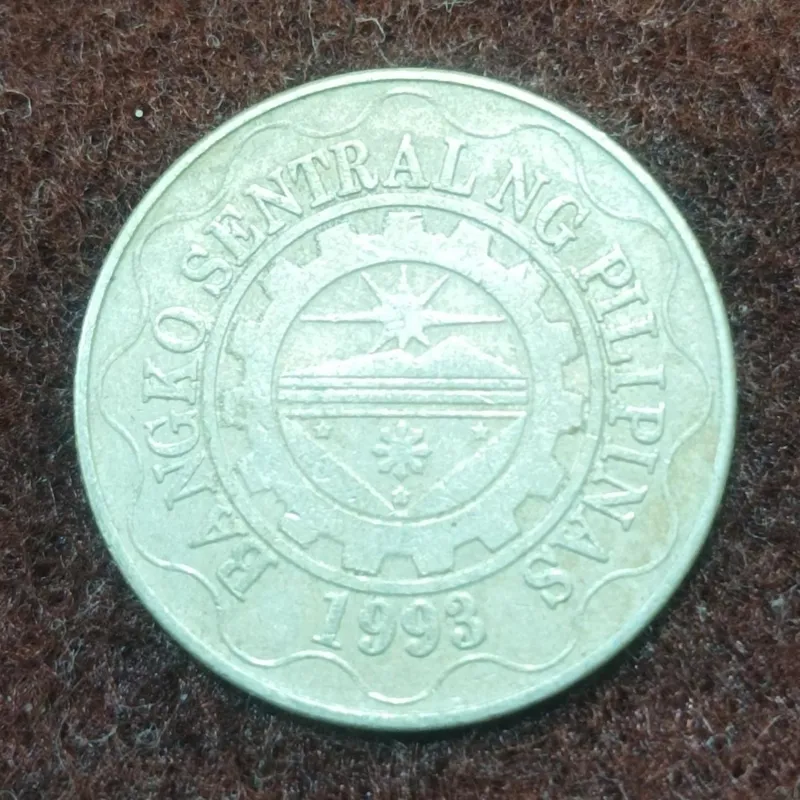 BANGKO SENTRAL NG PILIPINAS
1993